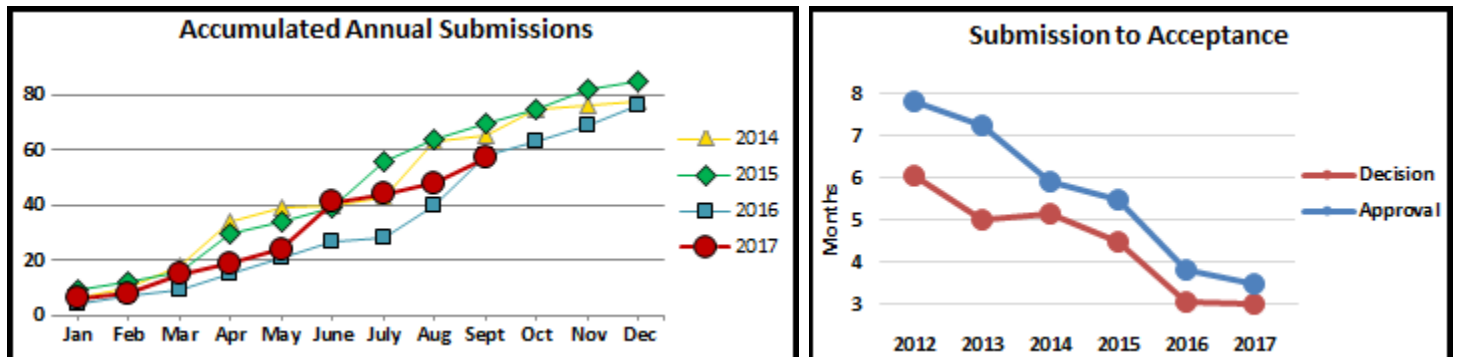 Accumulated Annual Submissions
80
60
40
20
0
Jan Feb Mar Apr May June July Aug Sept Oct Nov Dec
2014
2015
2016
2017
Submission to Acceptance
Months
8
7
6
5
4
3
2012 2013 2014 2015 2016 2017
Decision
Approval